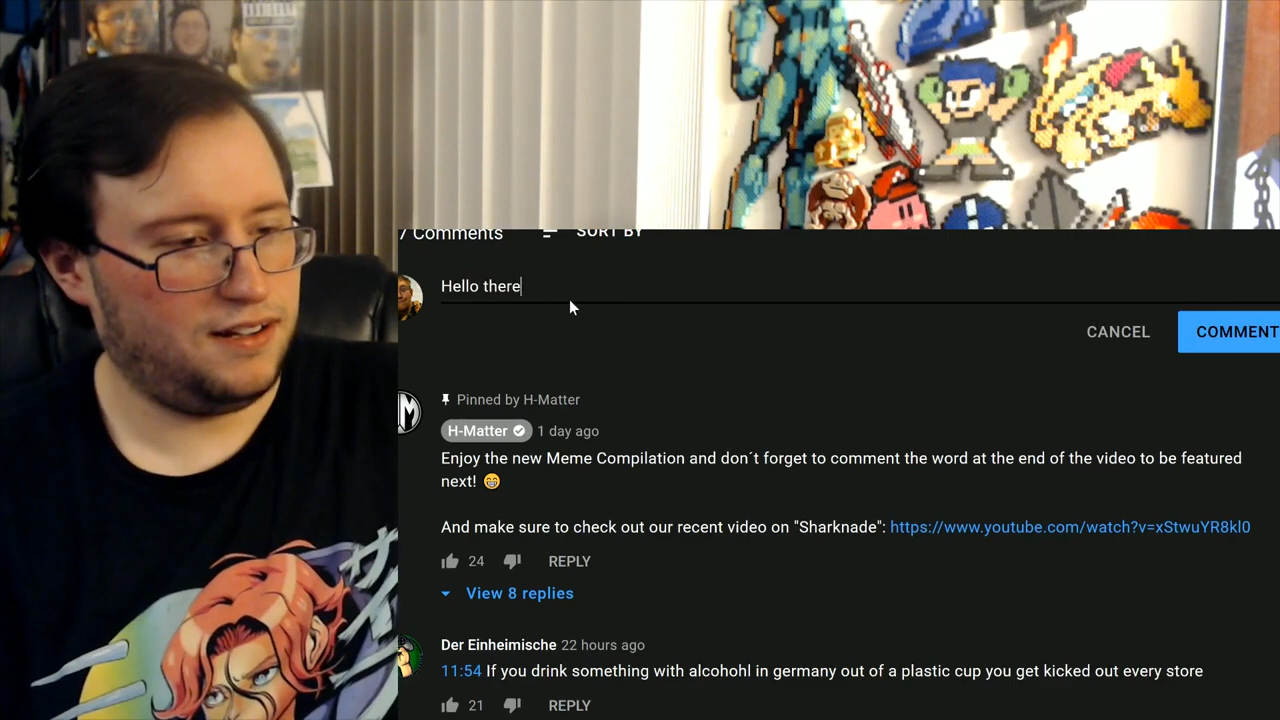 7 Comments SORT BY
Hello there
CANCEL COMMENT
Pinned by H-Matter
H-Matter 1 day ago
Enjoy the new Meme Compilation and don´t forget to comment the word at the end of the video to be featured
next! 😁
And make sure to check out our recent video on "Sharknade": https://www.youtube.com/watch?v=xStwuYR8kl0
24 REPLY
View 8 replies
Der Einheimische 22 hours ago
11:54 If you drink something with alcohohl in germany out of a plastic cup you get kicked out every store
21 REPLY